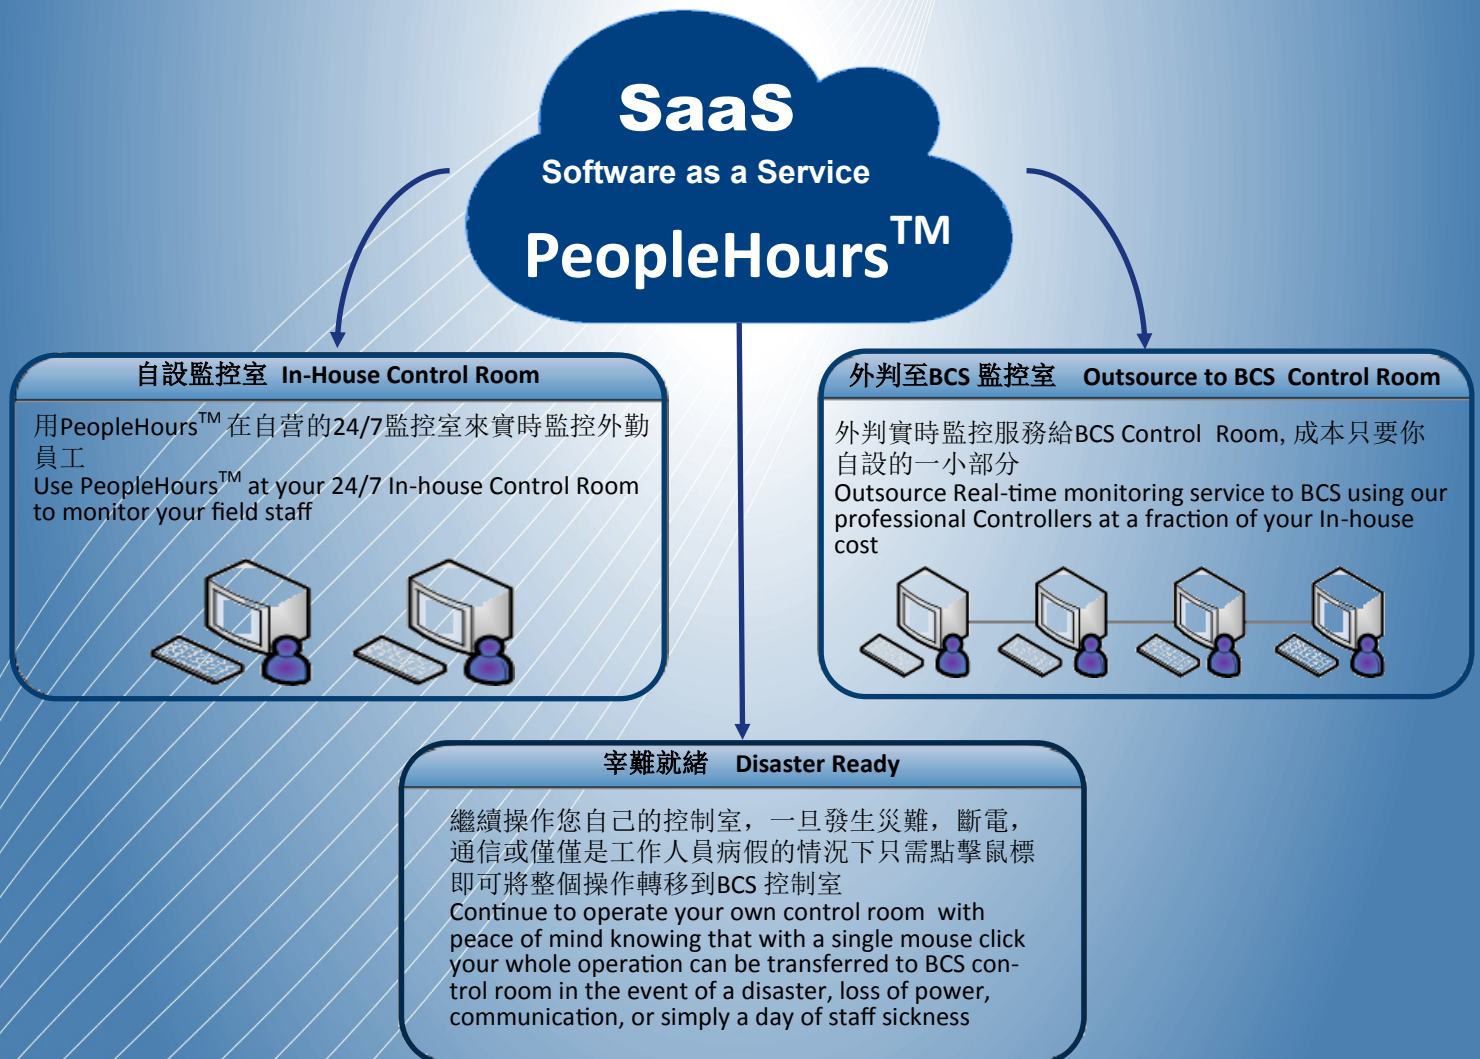 SaaS
Software as a Service
PeopleHours™
自設監控室 In-House Control Room
用PeopleHours™ 在自营的24/7監控室來實時監控外勤
員工
Use PeopleHours™ at your 24/7 In-house Control Room
to monitor your field staff
外判至BCS 監控室 Outsource to BCS Control Room
外判實時監控服務給BCS Control Room, 成本只要你
自設的一小部分
Outsource Real-time monitoring service to BCS using our
professional Controllers at a fraction of your In-house
cost
宰難就緒 Disaster Ready
繼續操作您自己的控制室，一旦發生災難，斷電，
通信或僅僅是工作人員病假的情況下只需點擊鼠標
即可將整個操作轉移到BCS 控制室
Continue to operate your own control room with
peace of mind knowing that with a single mouse click
your whole operation can be transferred to BCS con-
trol room in the event of a disaster, loss of power,
communication, or simply a day of staff sickness